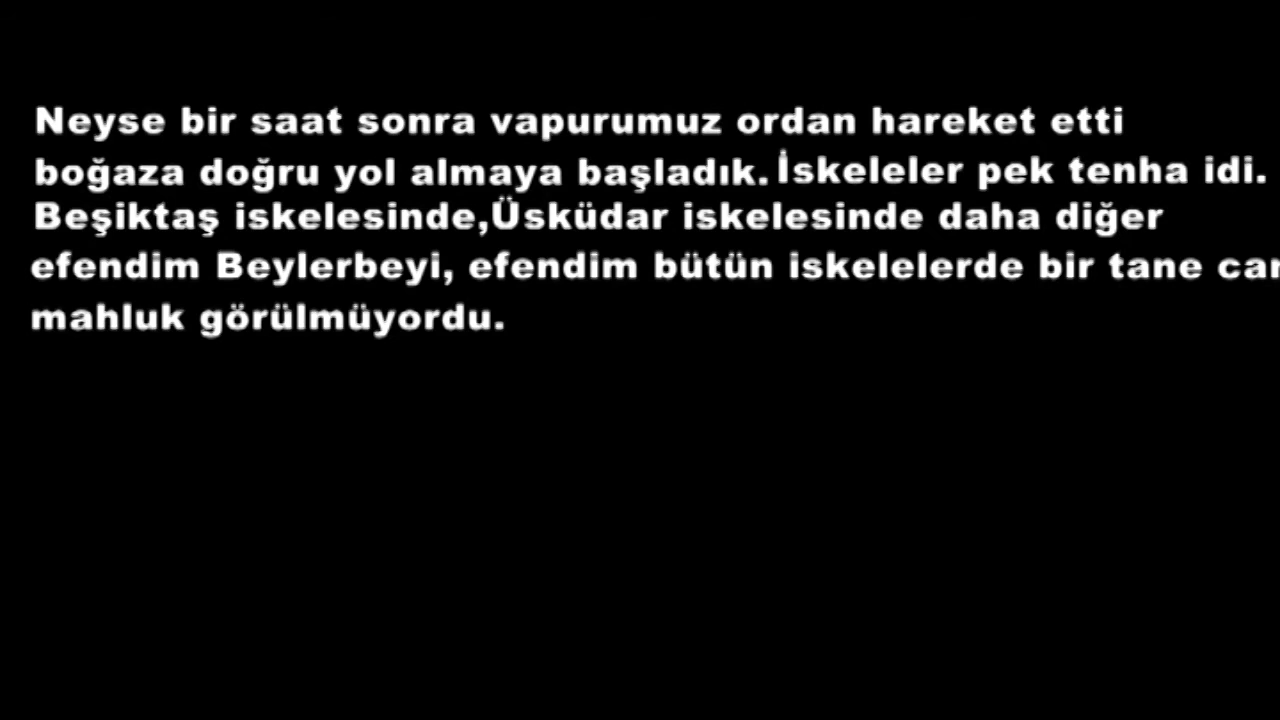 Neyse bir saat sonra vapurumuz ordan hareket etti
boğaza doğru yol almaya başladık. İskeleler pek tenha idi.
Beşiktaş iskelesinde,Üsküdar iskelesinde daha diğer
efendim Beylerbeyi, efendim bütün iskelelerde bir tane
mahluk görülmüyordu.